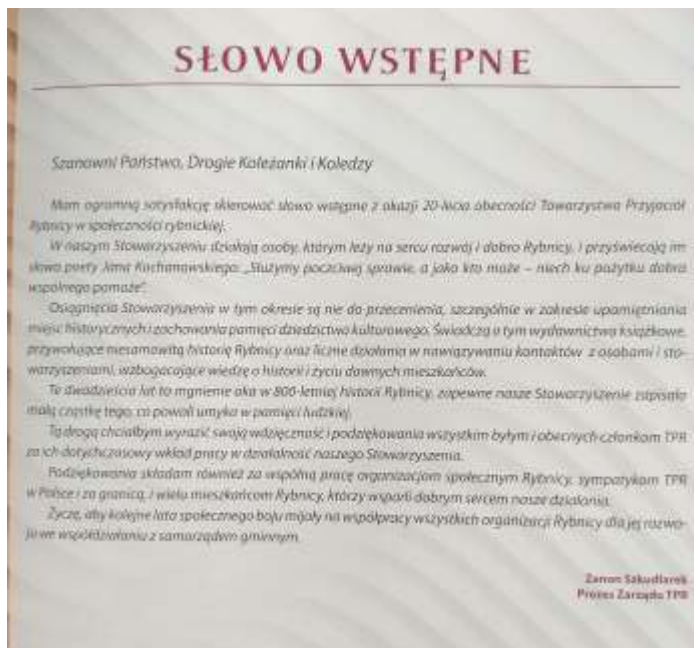 SŁOWO WSTĘPNE
Szanowni Państwo, Drogie Koleżanki i Koledzy
Mam ogromną satysfakcję skierować słowo wstępne z okazji 20-lecia obecności Towarzystwa Przyjaciół
Rybnicy w społeczności rybnickiej.
W naszym Stowarzyszeniu działają osoby, którym leży na sercu rozwój i dobro Rybnicy, i przyświecają im
słowa poety Jana Kochanowskiego: „Służymy poczciwej sprawie, a jako kto może – niech ku pożytku dobra
wspólnego pomoże”.
Osiągnięcia Stowarzyszenia w tym okresie są nie do przecenienia, szczególnie w zakresie upamiętniania
miejsc historycznych i zachowania pamięci dziedzictwa kulturowego. Świadczą o tym wydawnictwa książkowe,
przywołujące niesamowitą historię Rybnicy oraz liczne działania w nawiązywaniu kontaktów z osobami i sto-
warzyszeniami, wzbogacające wiedzę o historii i życiu dawnych mieszkańców.
Te dwadzieścia lat to mgnienie oka w 800-letniej historii Rybnicy, zapewne nasze Stowarzyszenie zapisało
małą cząstkę tego, co powoli umyka w pamięci ludzkiej.
Tą drogą chciałbym wyrazić swoją wdzięczność i podziękowania wszystkim byłym i obecnych członkom TPR
za ich dotychczasowy wkład pracy w działalność naszego Stowarzyszenia.
Podziękowania składam również za wspólną pracę organizacjom społecznym Rybnicy, sympatykom TPR
w Polsce i za granicą, i wielu mieszkańcom Rybnicy, którzy wsparli dobrym sercem nasze działania.
Życzę, aby kolejne lata społecznego boju mijały na współpracy wszystkich organizacji Rybnicy dla jej rozwo-
ju we współdziałaniu z samorządem gminnym.
Zenon Szkudlarek
Prezes Zarządu TPR